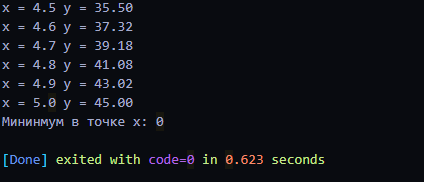 x = 4.5 y = 35.50
x = 4.6 y = 37.32
x = 4.7 y = 39.18
x = 4.8 y = 41.08
x = 4.9 y = 43.02
x = 5.0 y = 45.00
Мининмум в точке x: 0
[Done] exited with code=0 in 0.623 seconds